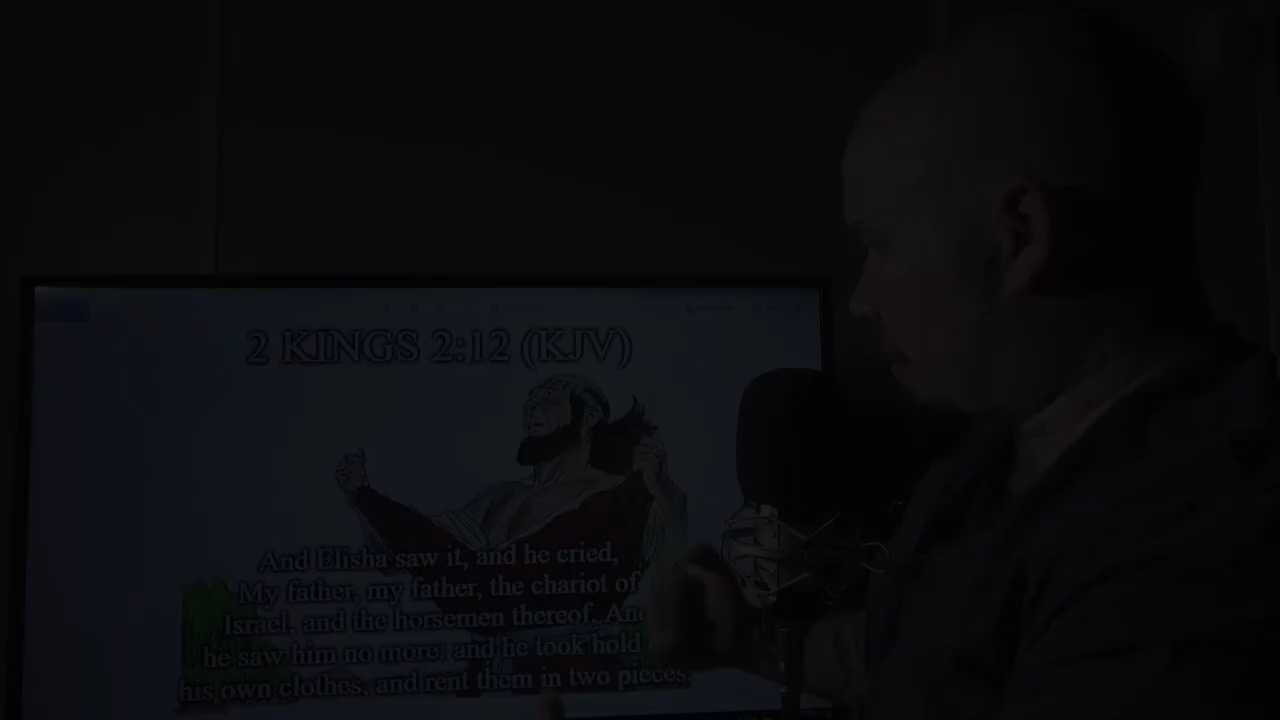 2 KINGS 2:12 (KJV)
And Elisha saw it, and he cried,
My father, my father, the chariot of
Israel, and the horsemen thereof. And
he saw him no more: and he took hold
his own clothes, and rent them in two pieces.